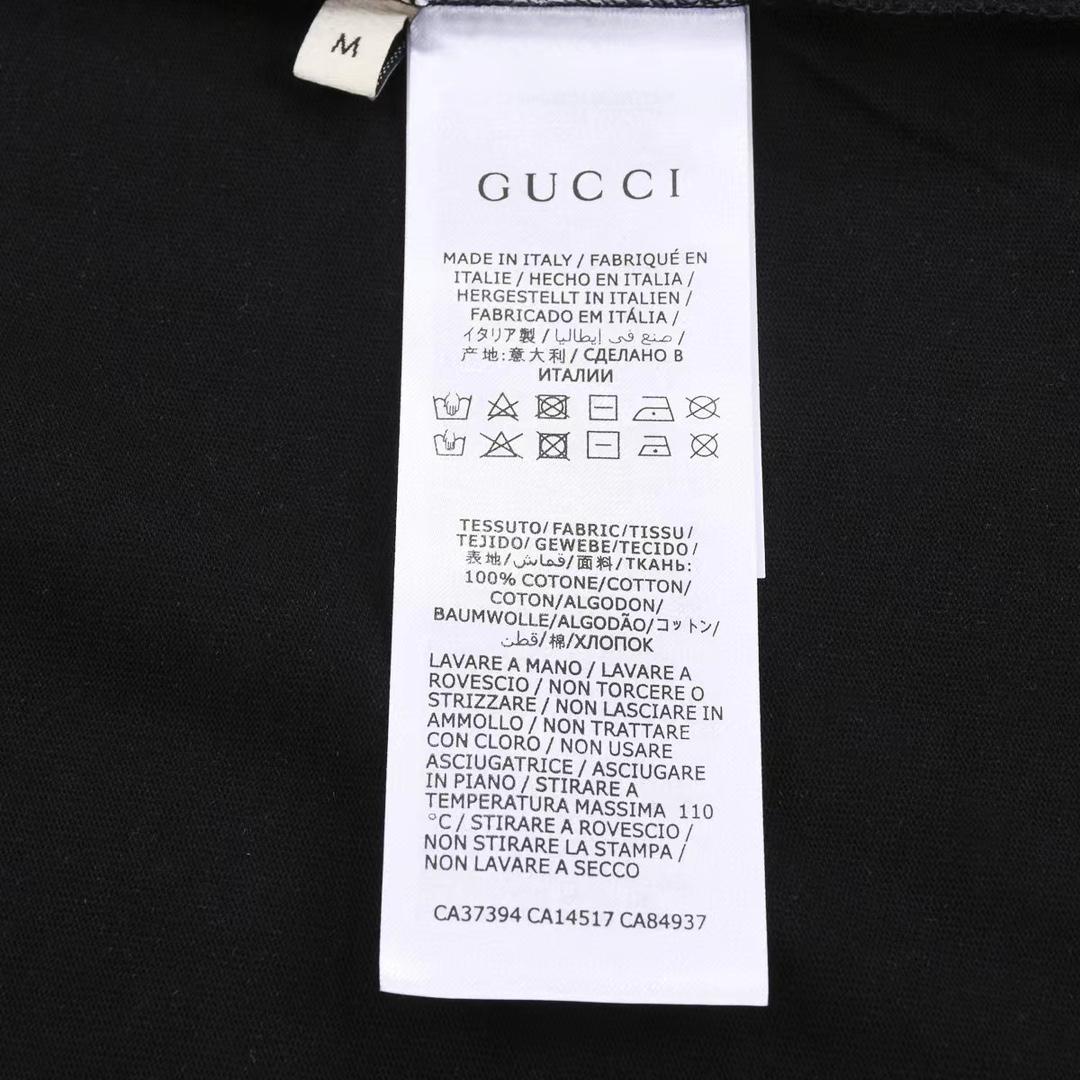 M
GUCCI
MADE IN ITALY / FABRIQUÉ EN
ITALIE / HECHO EN ITALIA /
HERGESTELLT IN ITALIEN /
FABRICADO EM ITÁLIA /
イタリア製 / صنع في إيطاليا /
产地:意大利 / СДЕЛАНО В
ИТАЛИИ
TESSUTO/ FABRIC/TISSU/
TEJIDO/ GEWEBE/TECIDO/
表地/قماش/面料/ТКАНЬ:
100% COTONE/COTTON/
COTON/ALGODON/
BAUMWOLLE/ALGODÃO/コットン/
قطن/棉/ХЛОПОК
LAVARE A MANO / LAVARE A
ROVESCIO / NON TORCERE O
STRIZZARE / NON LASCIARE IN
AMMOLLO / NON TRATTARE
CON CLORO / NON USARE
ASCIUGATRICE / ASCIUGARE
IN PIANO / STIRARE A
TEMPERATURA MASSIMA 110
°C / STIRARE A ROVESCIO /
NON STIRARE LA STAMPA /
NON LAVARE A SECCO
CA37394 CA14517 CA84937